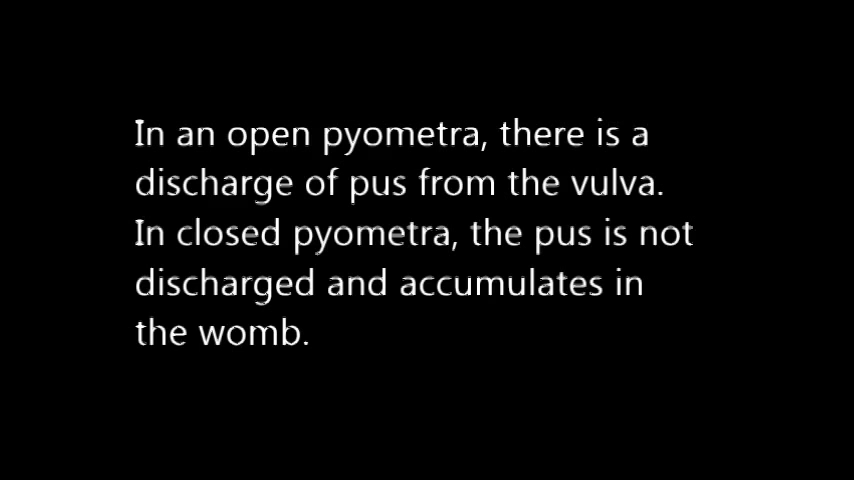 In an open pyometra, there is a
discharge of pus from the vulva.
In closed pyometra, the pus is not
discharged and accumulates in
the womb.